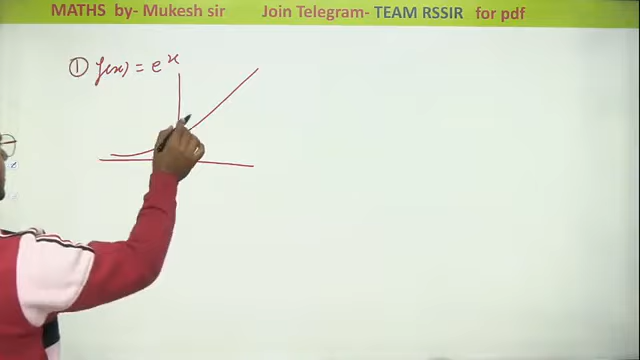 MATHS by- Mukesh sir Join Telegram- TEAM RSSIR for pdf
① f(x) = eˣ